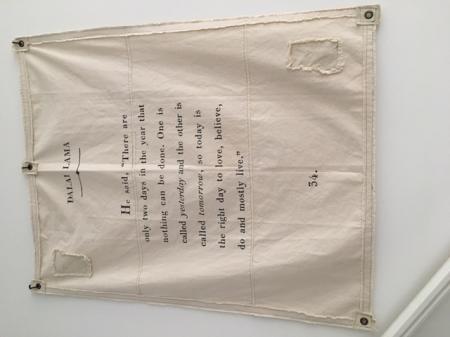 DALAI LAMA
He said, "There are
only two days in the year that
nothing can be done. One is
called yesterday and the other is
called tomorrow, so today is
the right day to love, believe,
do and mostly live."
34.